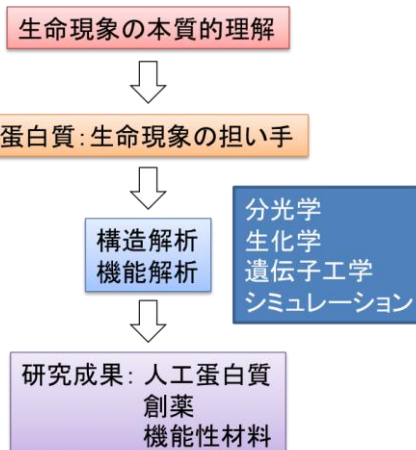 生命現象の本質的理解
蛋白質:生命現象の担い手
構造解析
機能解析
分光学
生化学
遺伝子工学
シミュレーション
研究成果: 人工蛋白質
創薬
機能性材料